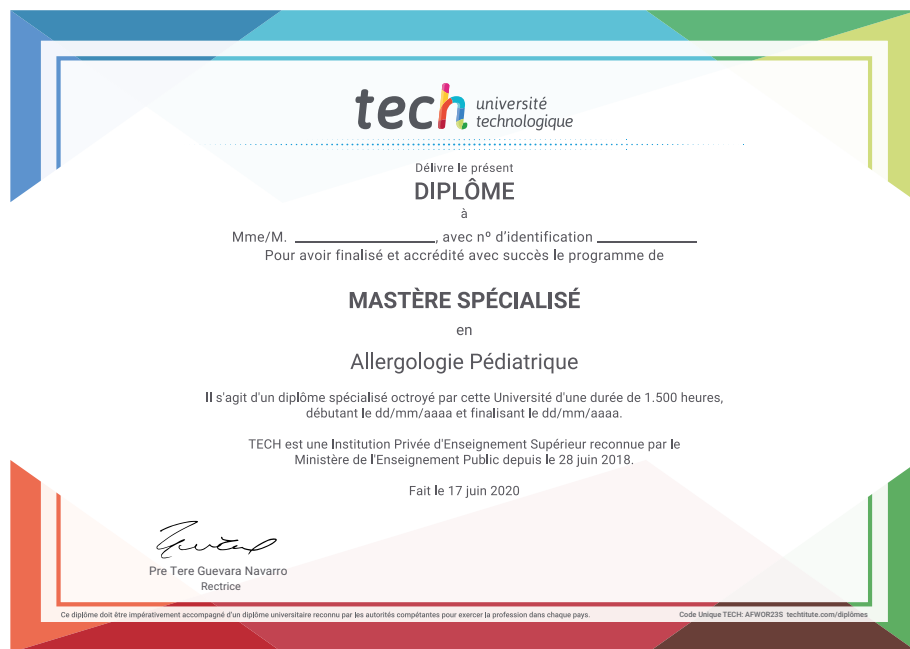 tech université
technologique
Délivre le présent
DIPLÔME
à
Mme/M. ____________, avec nº d'identification ____________
Pour avoir finalisé et accrédité avec succès le programme de
MASTÈRE SPÉCIALISÉ
en
Allergologie Pédiatrique
Il s'agit d'un diplôme spécialisé octroyé par cette Université d'une durée de 1.500 heures,
débutant le dd/mm/aaaa et finalisant le dd/mm/aaaa.
TECH est une Institution Privée d'Enseignement Supérieur reconnue par le
Ministère de l'Enseignement Public depuis le 28 juin 2018.
Fait le 17 juin 2020
Pre Tere Guevara Navarro
Rectrice
Ce diplôme doit être impérativement accompagné d'un diplôme universitaire reconnu par les autorités compétantes pour exercer la profession dans chaque pays.
Code Unique TECH: AFWOR23S techtitute.com/diplômes